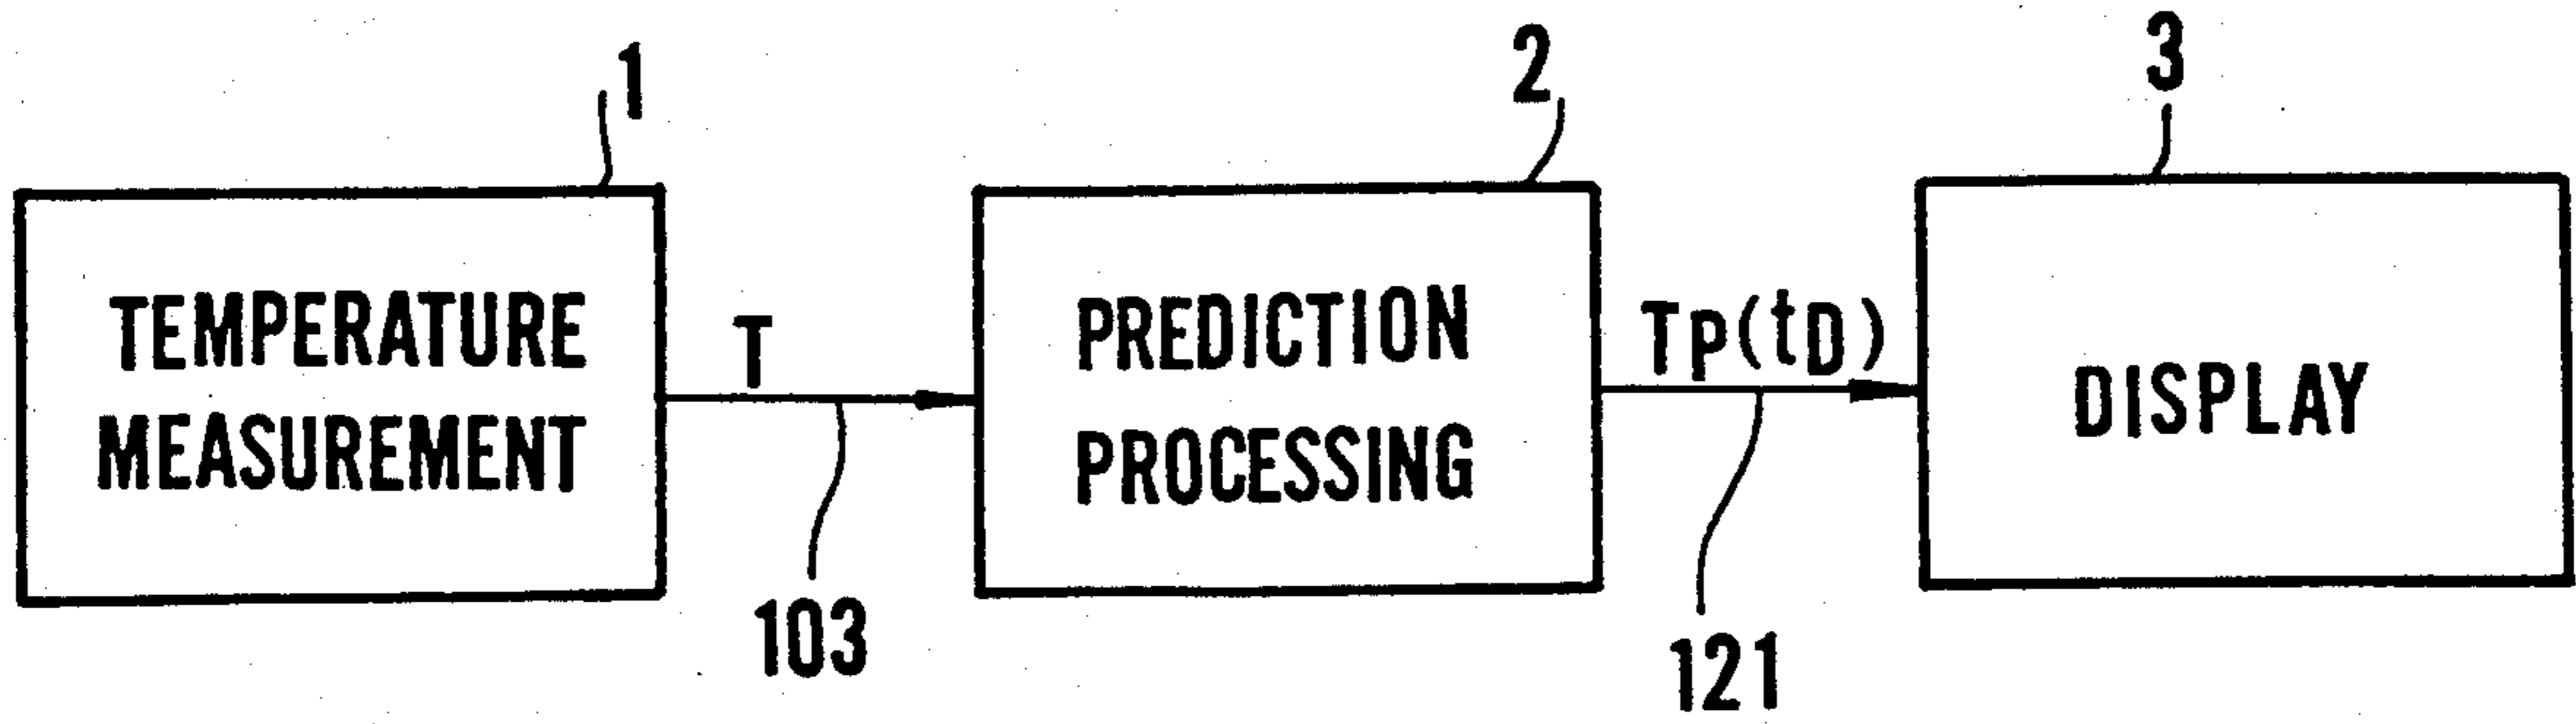 1
2
3
TEMPERATURE
MEASUREMENT
T
103
PREDICTION
PROCESSING
TP(tD)
121
DISPLAY